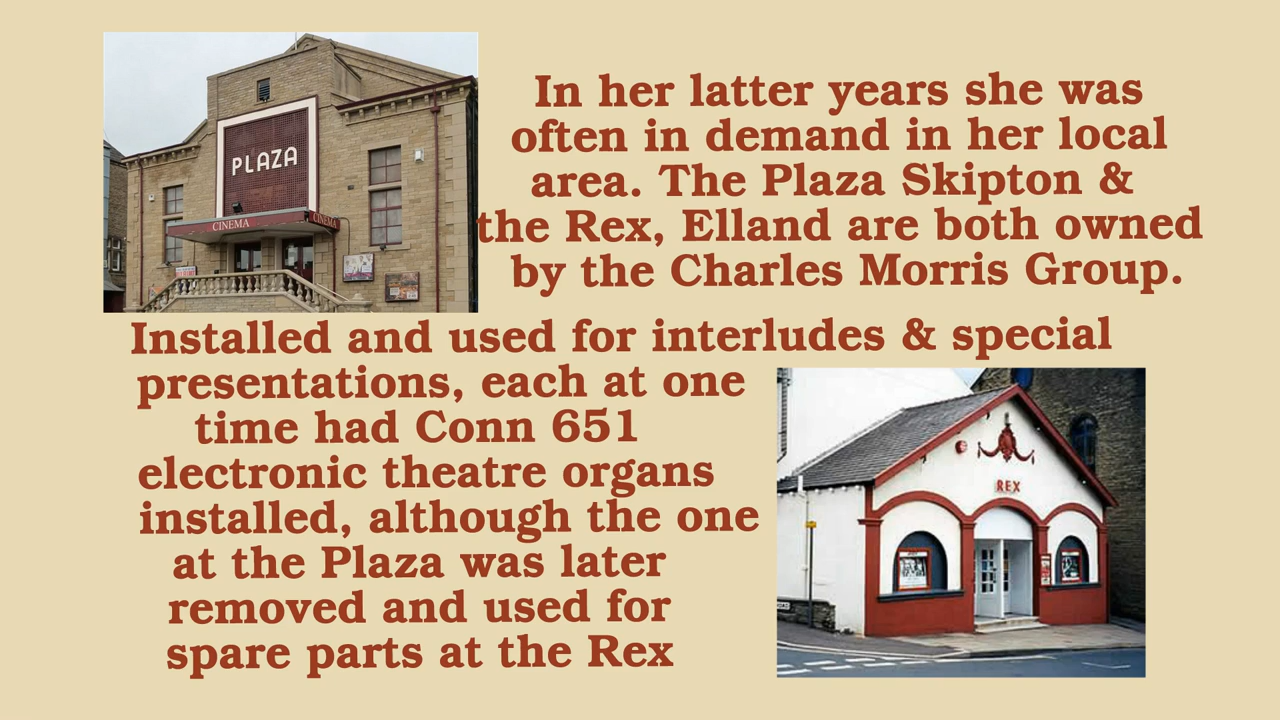 In her latter years she was
often in demand in her local
area. The Plaza Skipton &
the Rex, Elland are both owned
by the Charles Morris Group.
PLAZA
CINEMA
CINEMA
Installed and used for interludes & special
presentations, each at one
time had Conn 651
electronic theatre organs
installed, although the one
at the Plaza was later
removed and used for
spare parts at the Rex
REX